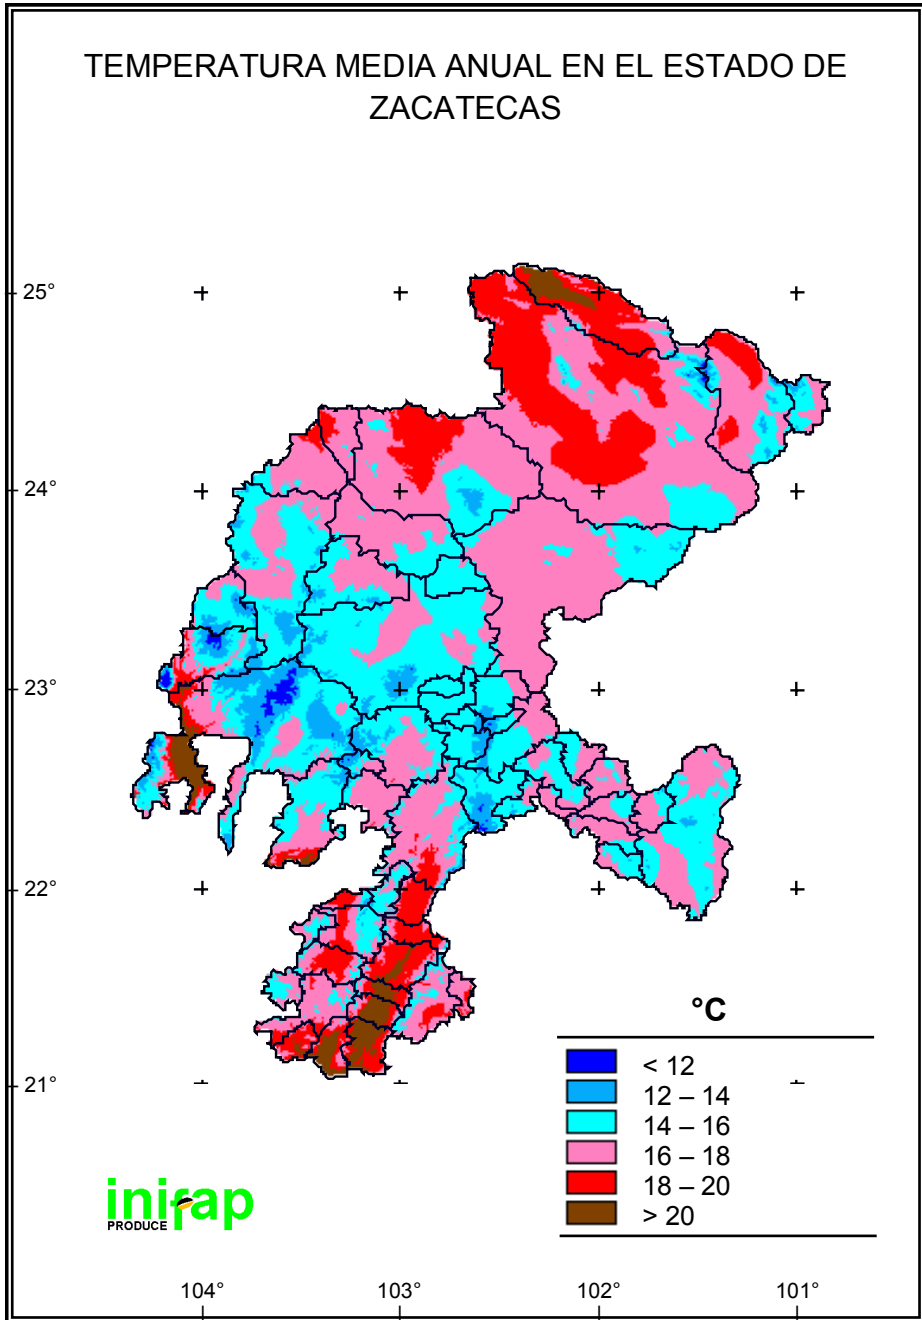 TEMPERATURA MEDIA ANUAL EN EL ESTADO DE
ZACATECAS
25°
24°
23°
22°
21°
°C
< 12
12 – 14
14 – 16
16 – 18
18 – 20
> 20
inifap
PRODUCE
104°
103°
102°
101°